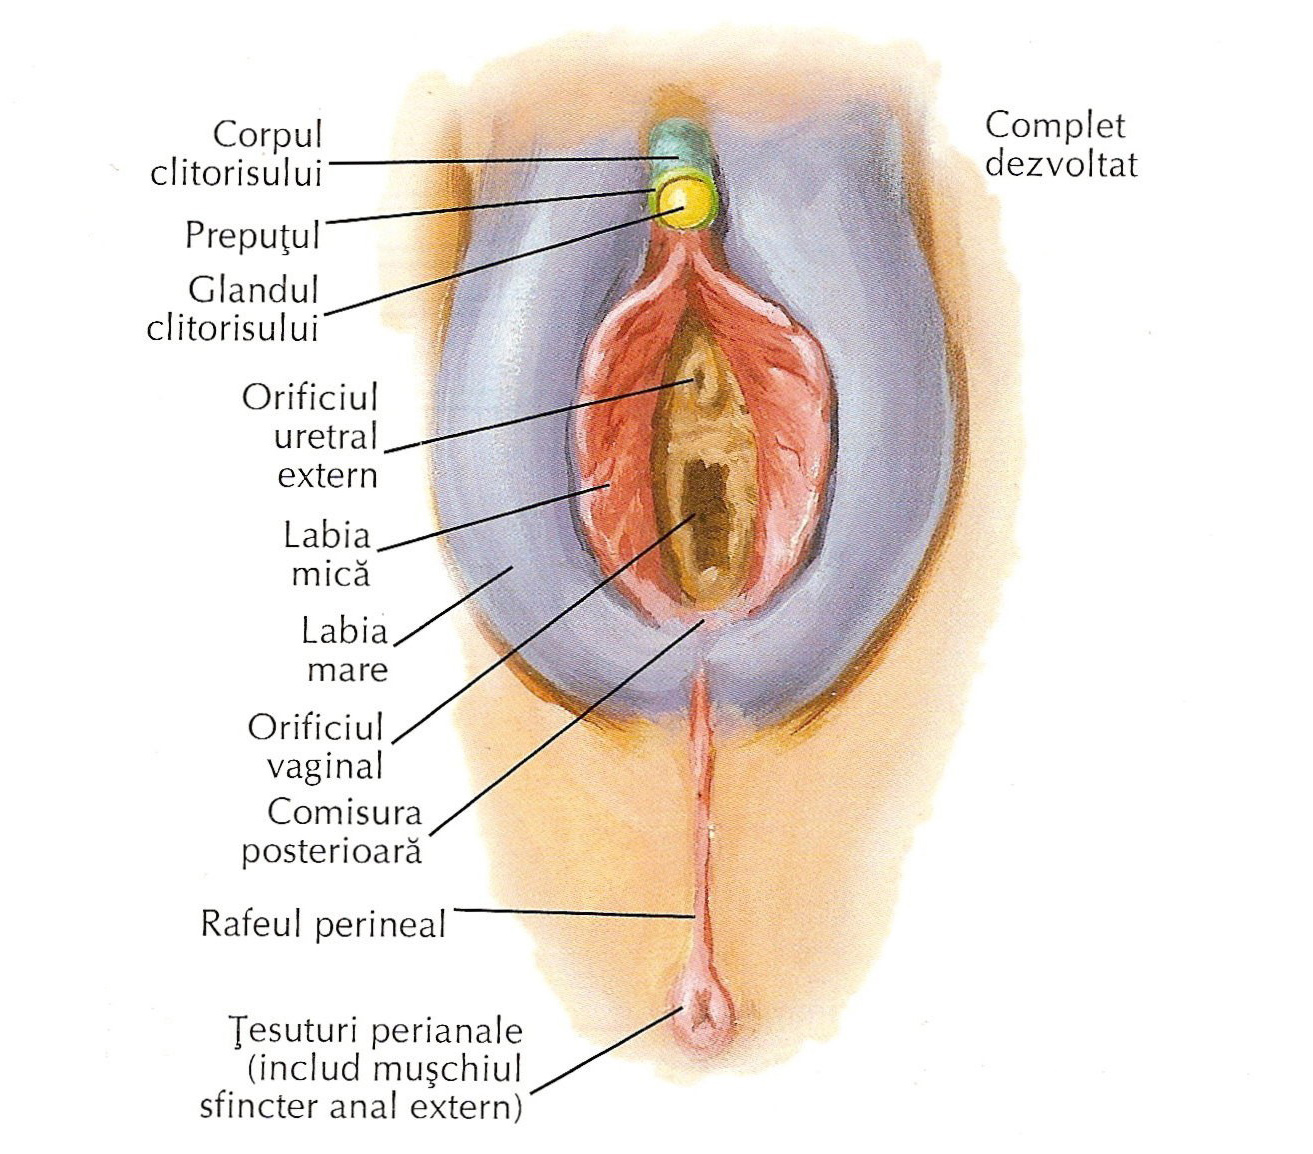 Corpul
clitorisului
Prepuţul
Glandul
clitorisului
Orificiul
uretral
extern
Labia
mică
Labia
mare
Orificiul
vaginal
Comisura
posterioară
Rafeul perineal
Ţesuturi perianale
(includ muşchiul
sfincter anal extern)
Complet
dezvoltat